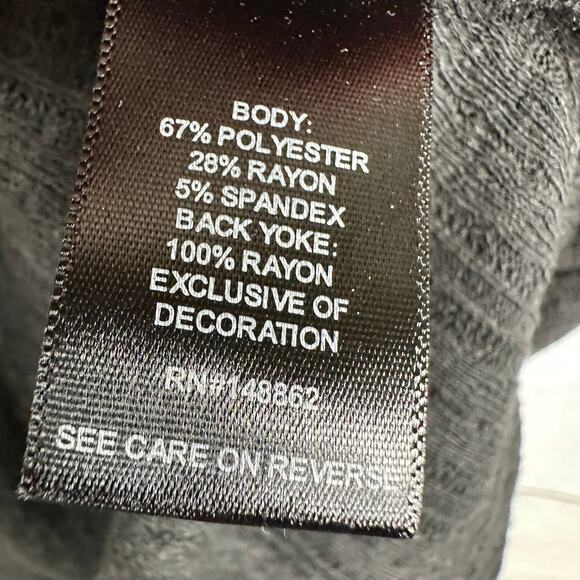 BODY:
67% POLYESTER
28% RAYON
5% SPANDEX
BACK YOKE:
100% RAYON
EXCLUSIVE OF
DECORATION
RN#148862
SEE CARE ON REVERSE